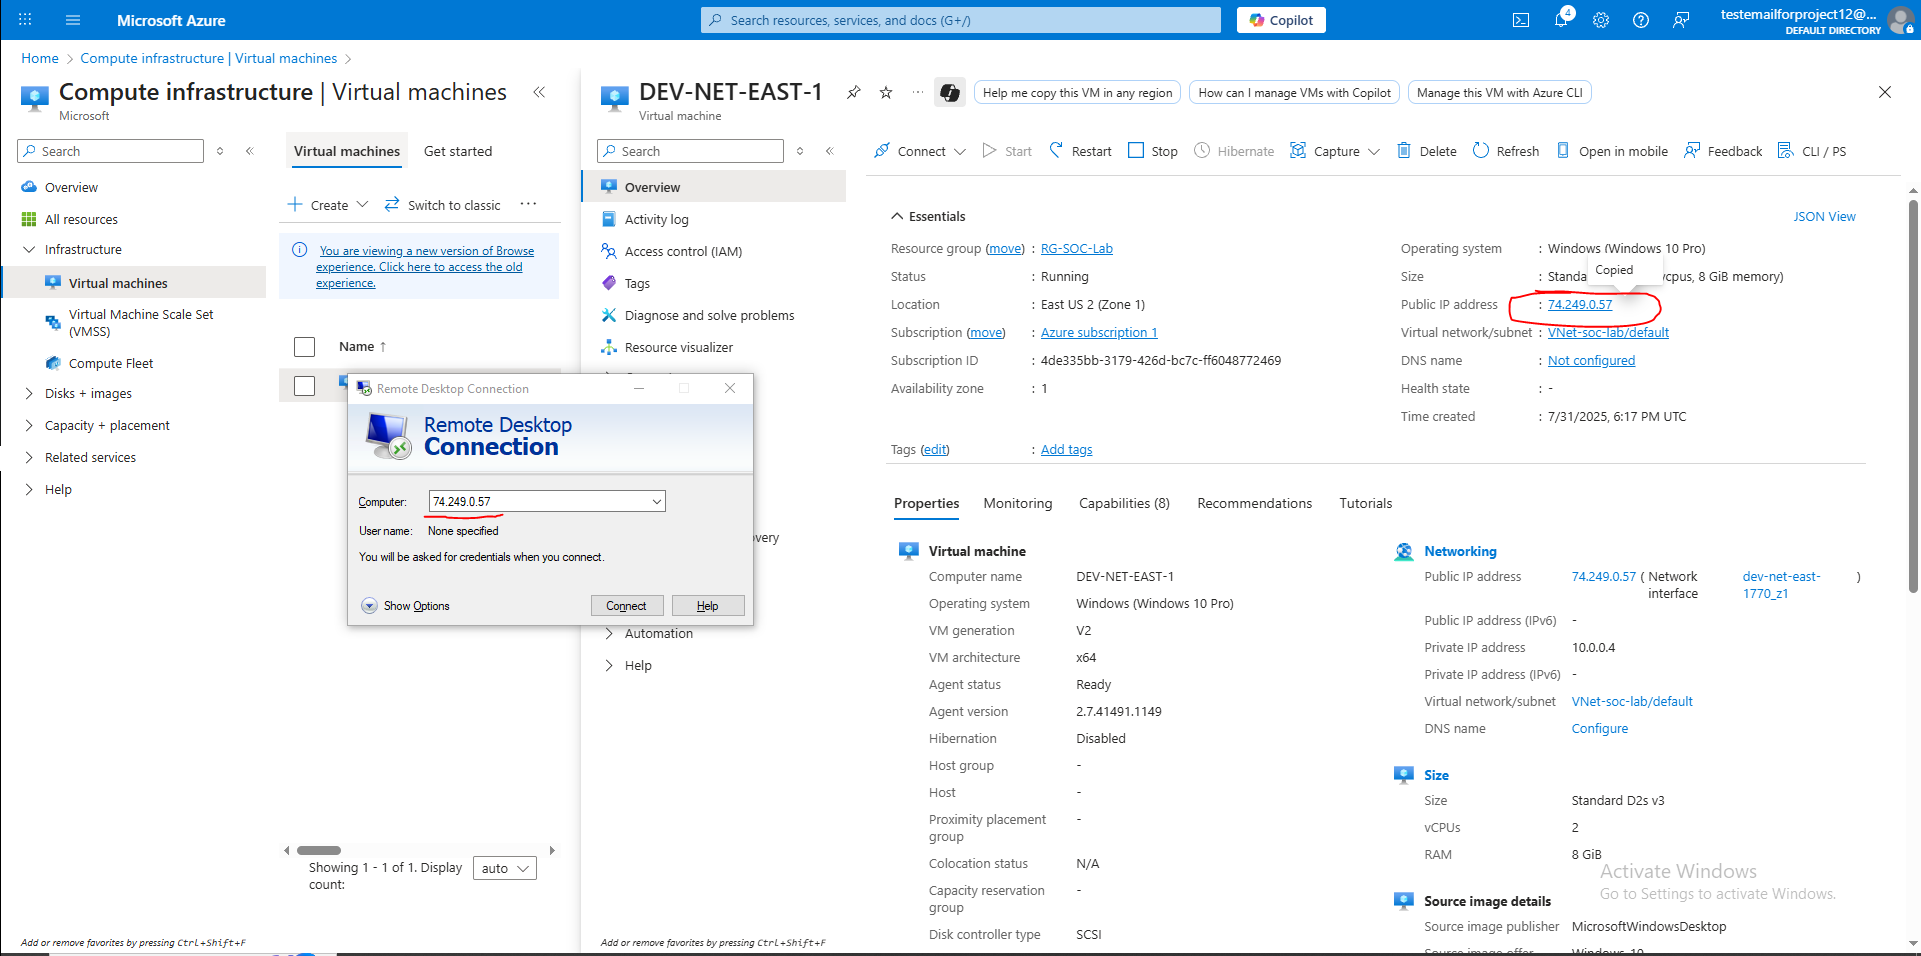 Microsoft Azure
Search resources, services, and docs (G+/)
Copilot
4
testemailforproject12@...
DEFAULT DIRECTORY
Home > Compute infrastructure | Virtual machines >
Compute infrastructure | Virtual machines
Microsoft
Search
Overview
All resources
Infrastructure
Virtual machines
Virtual Machine Scale Set
(VMSS)
Compute Fleet
Disks + images
Capacity + placement
Related services
Help
Add or remove favorites by pressing Ctrl+Shift+F
Virtual machines Get started
Create Switch to classic ...
You are viewing a new version of Browse
experience. Click here to access the old
experience.
Name ↑
Showing 1 - 1 of 1. Display
count:
auto
Remote Desktop Connection
Remote Desktop
Connection
Computer: 74.249.0.57
User name: None specified
You will be asked for credentials when you connect.
Show Options Connect Help
DEV-NET-EAST-1
Virtual machine
Help me copy this VM in any region
How can I manage VMs with Copilot
Manage this VM with Azure CLI
Search
Overview
Activity log
Access control (IAM)
Tags
Diagnose and solve problems
Resource visualizer
overy
Automation
Help
Add or remove favorites by pressing Ctrl+Shift+F
Connect Start Restart Stop Hibernate Capture Delete Refresh Open in mobile Feedback CLI / PS
Essentials
JSON View
Resource group (move) : RG-SOC-Lab
Status : Running
Location : East US 2 (Zone 1)
Subscription (move) : Azure subscription 1
Subscription ID : 4de335bb-3179-426d-bc7c-ff6048772469
Availability zone : 1
Operating system : Windows (Windows 10 Pro)
Copied
Size : Standa cpus, 8 GiB memory)
Public IP address : 74.249.0.57
Virtual network/subnet : VNet-soc-lab/default
DNS name : Not configured
Health state : -
Time created : 7/31/2025, 6:17 PM UTC
Tags (edit) : Add tags
Properties Monitoring Capabilities (8) Recommendations Tutorials
Virtual machine
Computer name DEV-NET-EAST-1
Operating system Windows (Windows 10 Pro)
VM generation V2
VM architecture x64
Agent status Ready
Agent version 2.7.41491.1149
Hibernation Disabled
Host group -
Host -
Proximity placement -
group
Colocation status N/A
Capacity reservation -
group
Disk controller type SCSI
Networking
Public IP address 74.249.0.57 ( Network dev-net-east- )
interface 1770_z1
Public IP address (IPv6) -
Private IP address 10.0.0.4
Private IP address (IPv6) -
Virtual network/subnet VNet-soc-lab/default
DNS name Configure
Size
Size Standard D2s v3
vCPUs 2
RAM 8 GiB
Activate Windows
Go to Settings to activate Windows.
Source image details
Source image publisher MicrosoftWindowsDesktop
Source image offer Windows-10